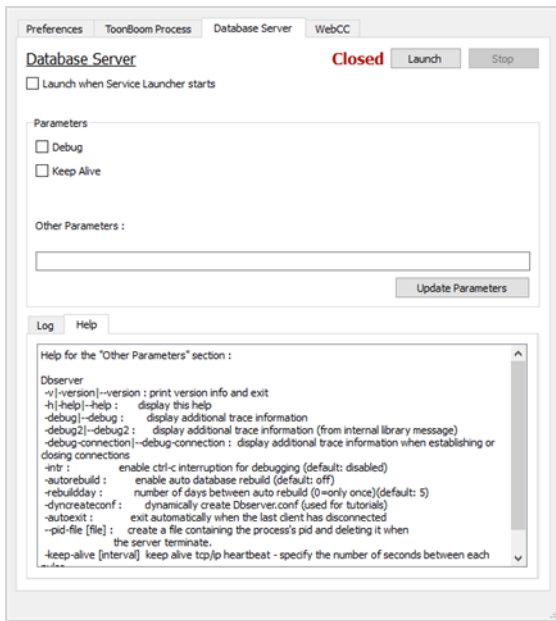 Preferences ToonBoom Process Database Server WebCC
Database Server Closed Launch Stop
Launch when Service Launcher starts
Parameters
Debug
Keep Alive
Other Parameters :
Update Parameters
Log Help
Help for the "Other Parameters" section :
Dbserver
-v|-version|--version : print version info and exit
-h|-help|--help : display this help
-debug|--debug : display additional trace information
-debug2|--debug2 : display additional trace information (from internal library message)
-debug-connection|--debug-connection : display additional trace information when establishing or
closing connections
-intr : enable ctrl-c interruption for debugging (default: disabled)
-autorebuild : enable auto database rebuild (default: off)
-rebuildday : number of days between auto rebuild (0=only once)(default: 5)
-dyncreateconf : dynamically create Dbserver.conf (used for tutorials)
-autoexit : exit automatically when the last client has disconnected
--pid-file [file] : create a file containing the process's pid and deleting it when
the server terminate.
-keep-alive [interval] keep alive tcp/ip heartbeat - specify the number of seconds between each